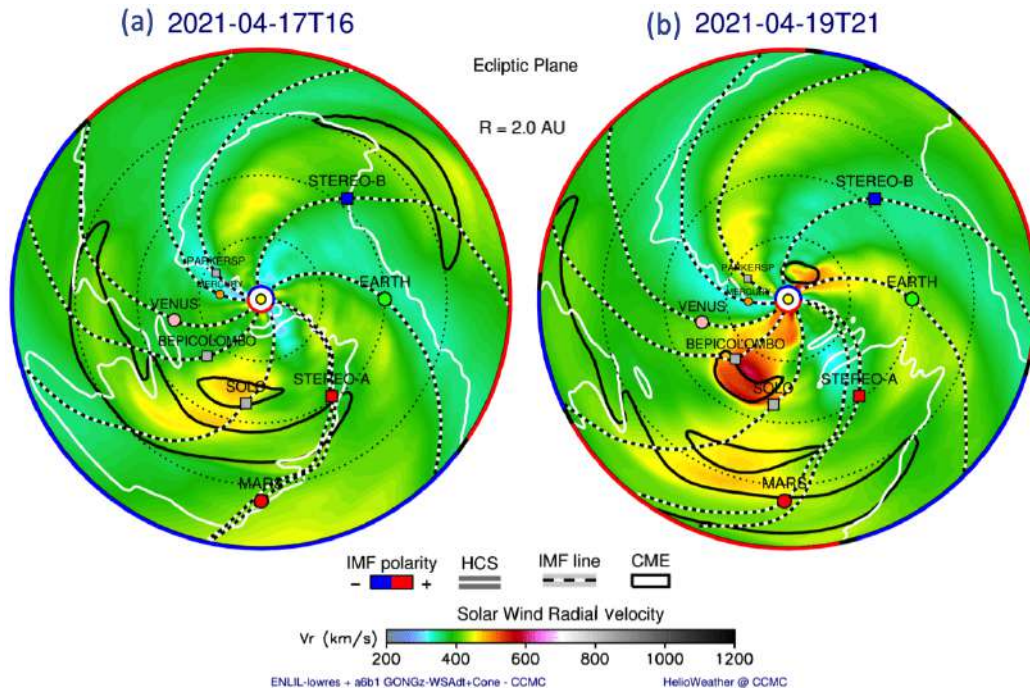 (a) 2021-04-17T16
(b) 2021-04-19T21
Ecliptic Plane
R = 2.0 AU
STEREO-B
PARKERSP
MERCURY
EARTH
VENUS
BEPICOLOMBO
SOLO
STEREO-A
MARS
STEREO-B
PARKERSP
MERCURY
EARTH
VENUS
BEPICOLOMBO
SOLO
STEREO-A
MARS
IMF polarity
- +
HCS
IMF line
CME
Solar Wind Radial Velocity
Vr (km/s)
200 400 600 800 1000 1200
ENLIL-lowres + a6b1 GONGz-WSAdt+Cone - CCMC
HelioWeather @ CCMC